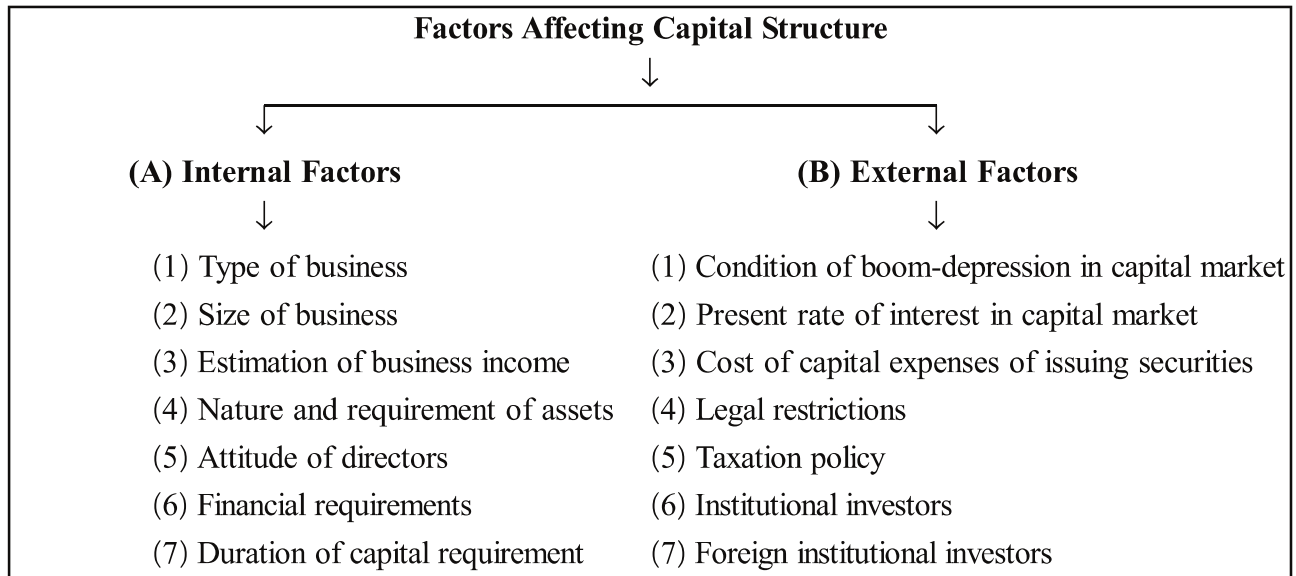 Factors Affecting Capital Structure
(A) Internal Factors
(1) Type of business
(2) Size of business
(3) Estimation of business income
(4) Nature and requirement of assets
(5) Attitude of directors
(6) Financial requirements
(7) Duration of capital requirement
(B) External Factors
(1) Condition of boom-depression in capital market
(2) Present rate of interest in capital market
(3) Cost of capital expenses of issuing securities
(4) Legal restrictions
(5) Taxation policy
(6) Institutional investors
(7) Foreign institutional investors